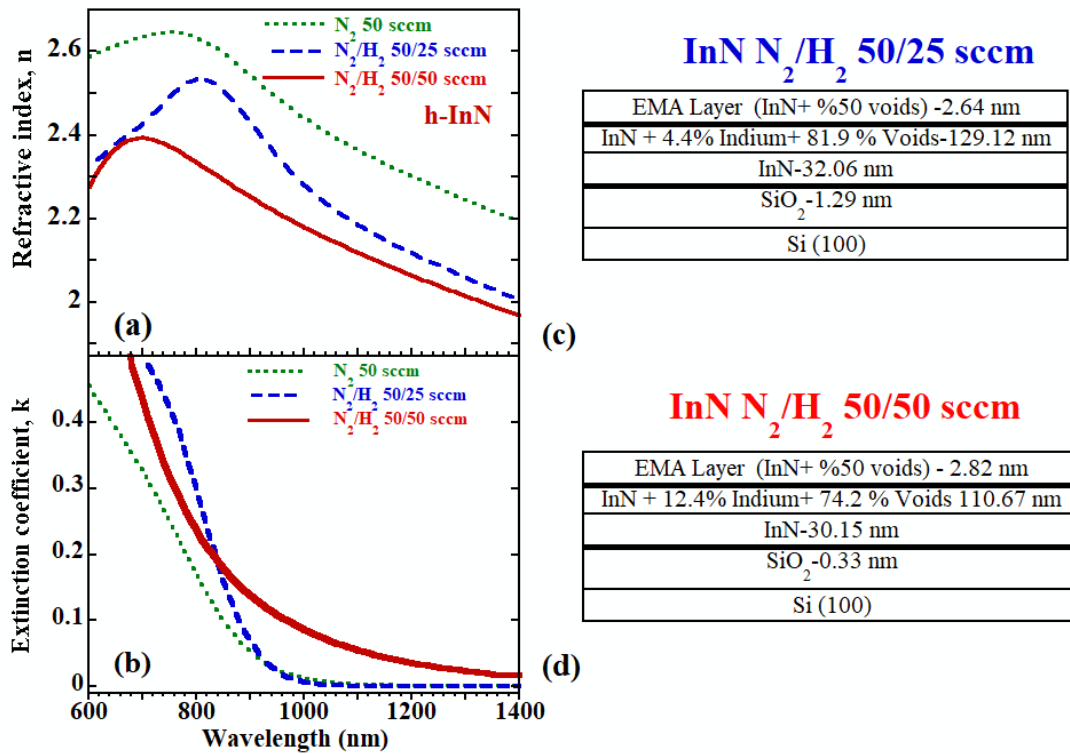 N₂ 50 sccm
N₂/H₂ 50/25 sccm
N₂/H₂ 50/50 sccm
h-InN
Refractive index, n
2.6
2.4
2.2
2
(a)
N₂ 50 sccm
N₂/H₂ 50/25 sccm
N₂/H₂ 50/50 sccm
Extinction coefficient, k
0.4
0.3
0.2
0.1
0
(b)
600 800 1000 1200 1400
Wavelength (nm)
InN N₂/H₂ 50/25 sccm
EMA Layer (InN+ %50 voids) -2.64 nm
InN + 4.4% Indium+ 81.9 % Voids-129.12 nm
InN-32.06 nm
SiO₂-1.29 nm
Si (100)
(c)
InN N₂/H₂ 50/50 sccm
EMA Layer (InN+ %50 voids) - 2.82 nm
InN + 12.4% Indium+ 74.2 % Voids 110.67 nm
InN-30.15 nm
SiO₂-0.33 nm
Si (100)
(d)